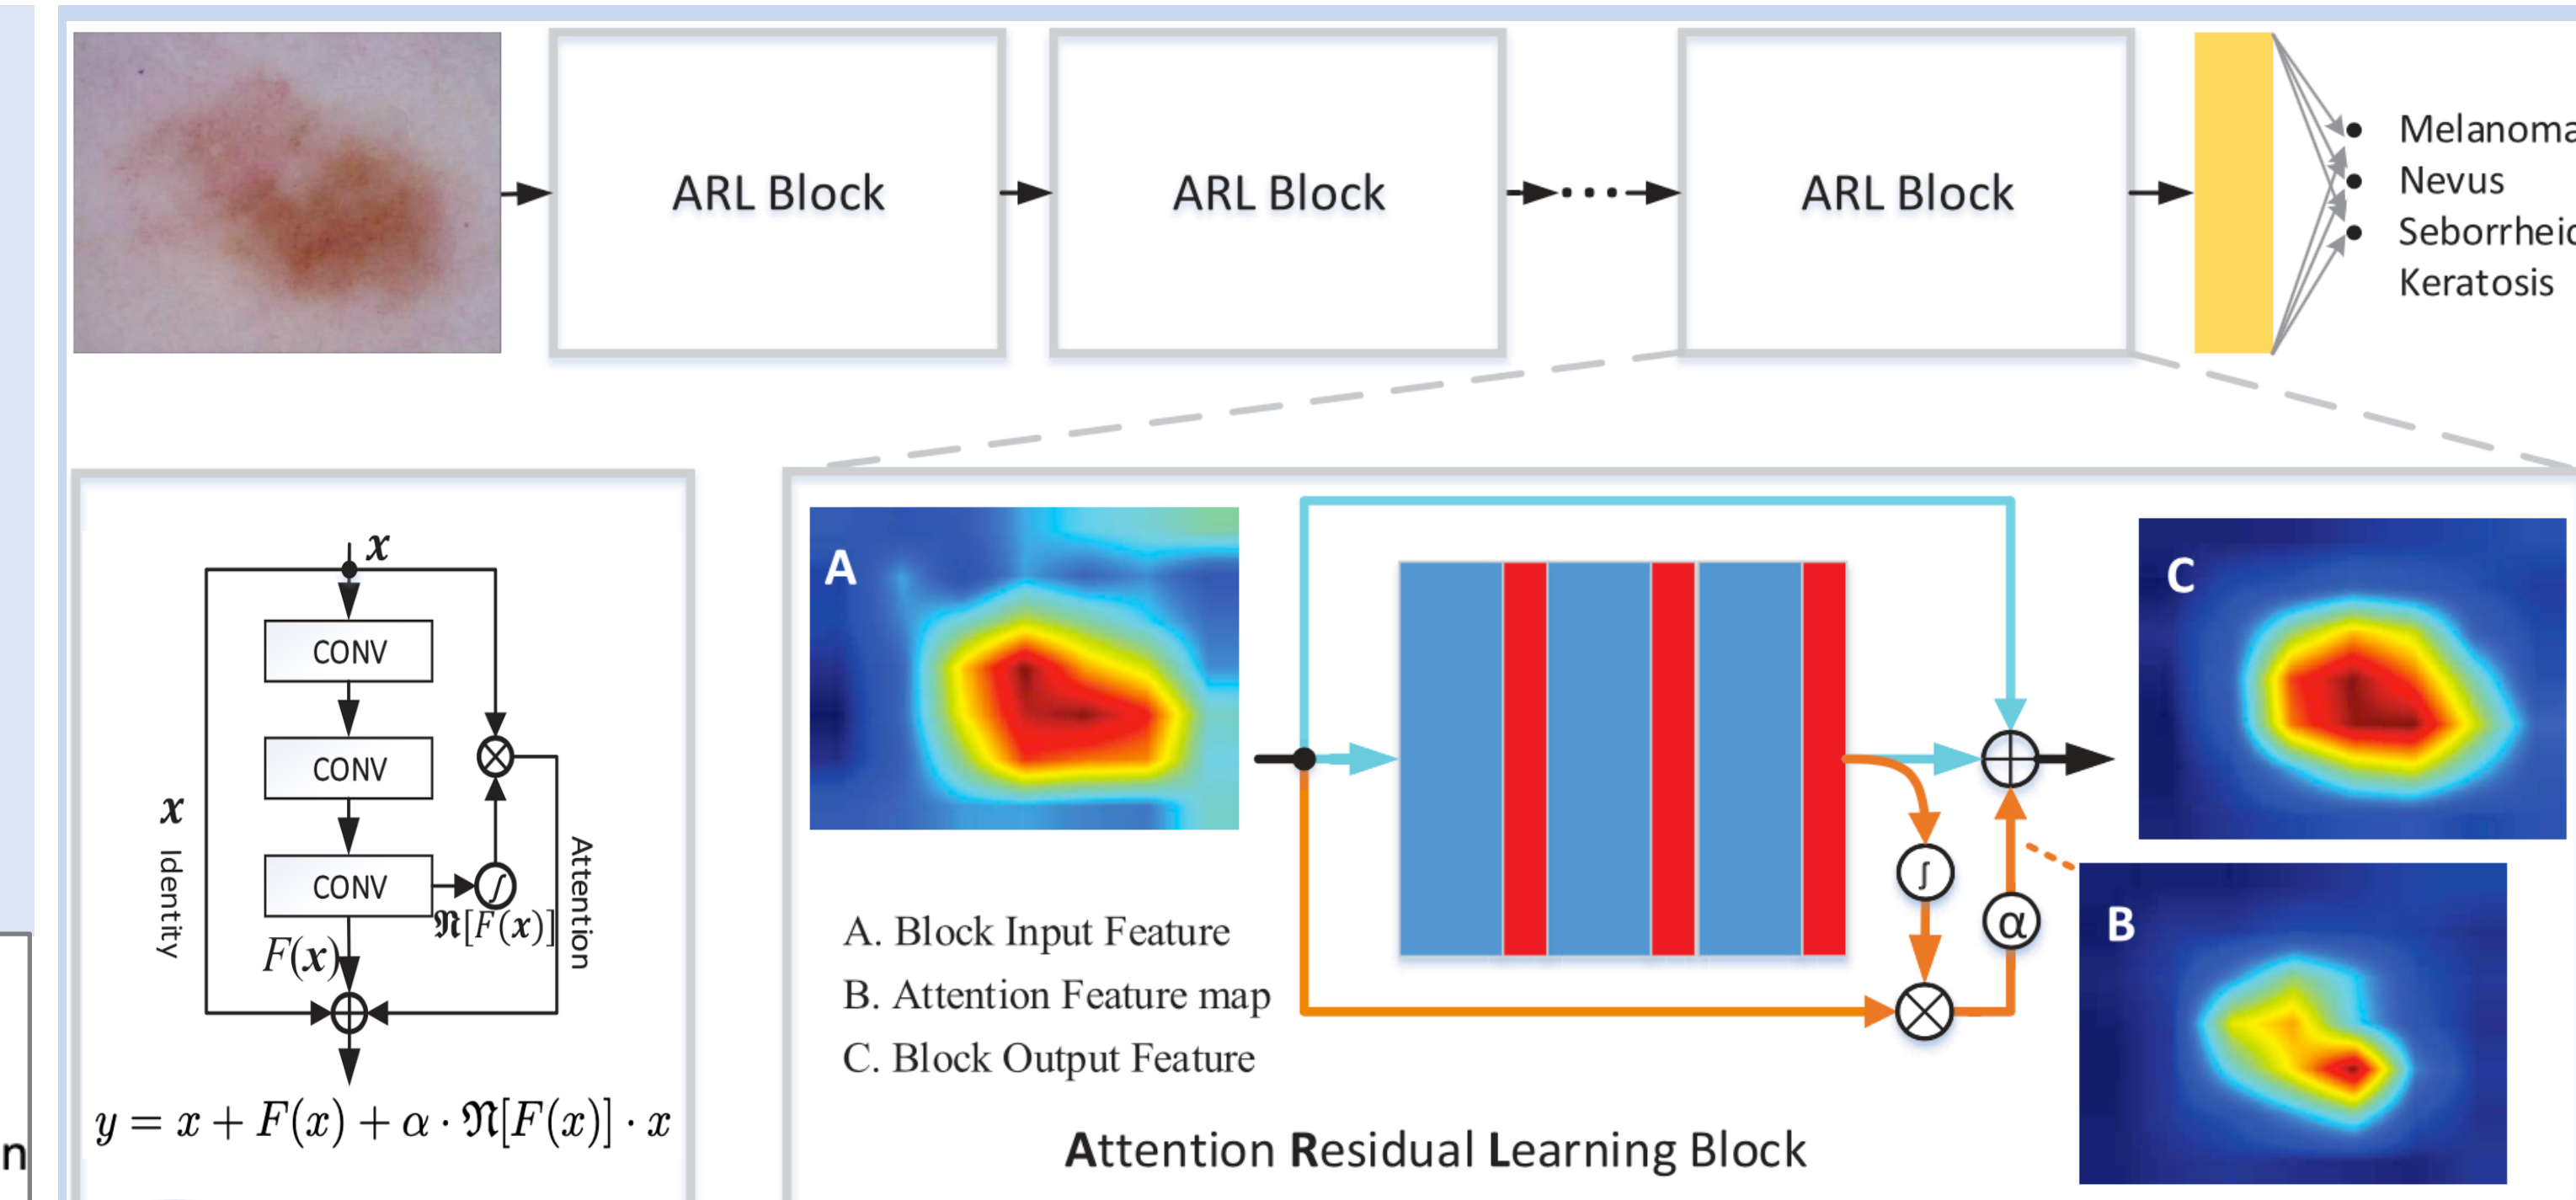 ARL Block
ARL Block
ARL Block
Melanoma
Nevus
Seborrheic
Keratosis
x
CONV
CONV
CONV
x
Identity
Attention
𝔑[F(x)]
F(x)
y = x + F(x) + α · 𝔑[F(x)] · x
n
A
C
B
α
A. Block Input Feature
B. Attention Feature map
C. Block Output Feature
Attention Residual Learning Block